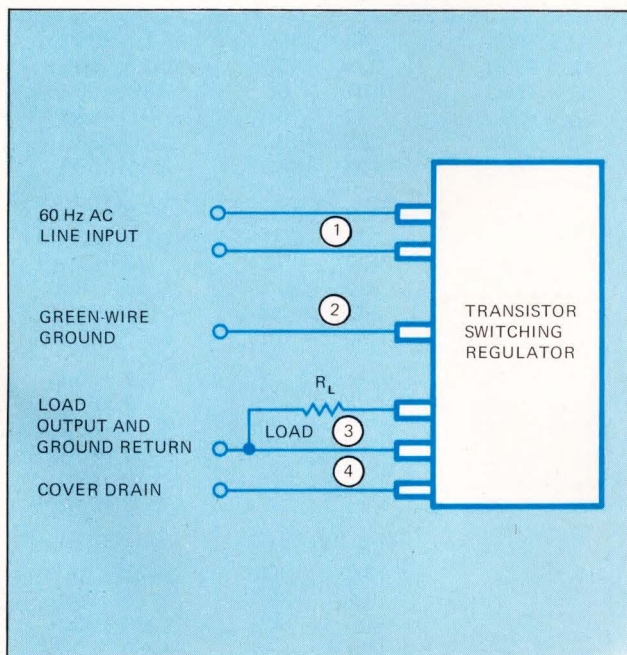 60 Hz AC
LINE INPUT
1
GREEN-WIRE
GROUND
2
TRANSISTOR
SWITCHING
REGULATOR
R_L
LOAD
OUTPUT AND
GROUND RETURN
LOAD
3
4
COVER DRAIN